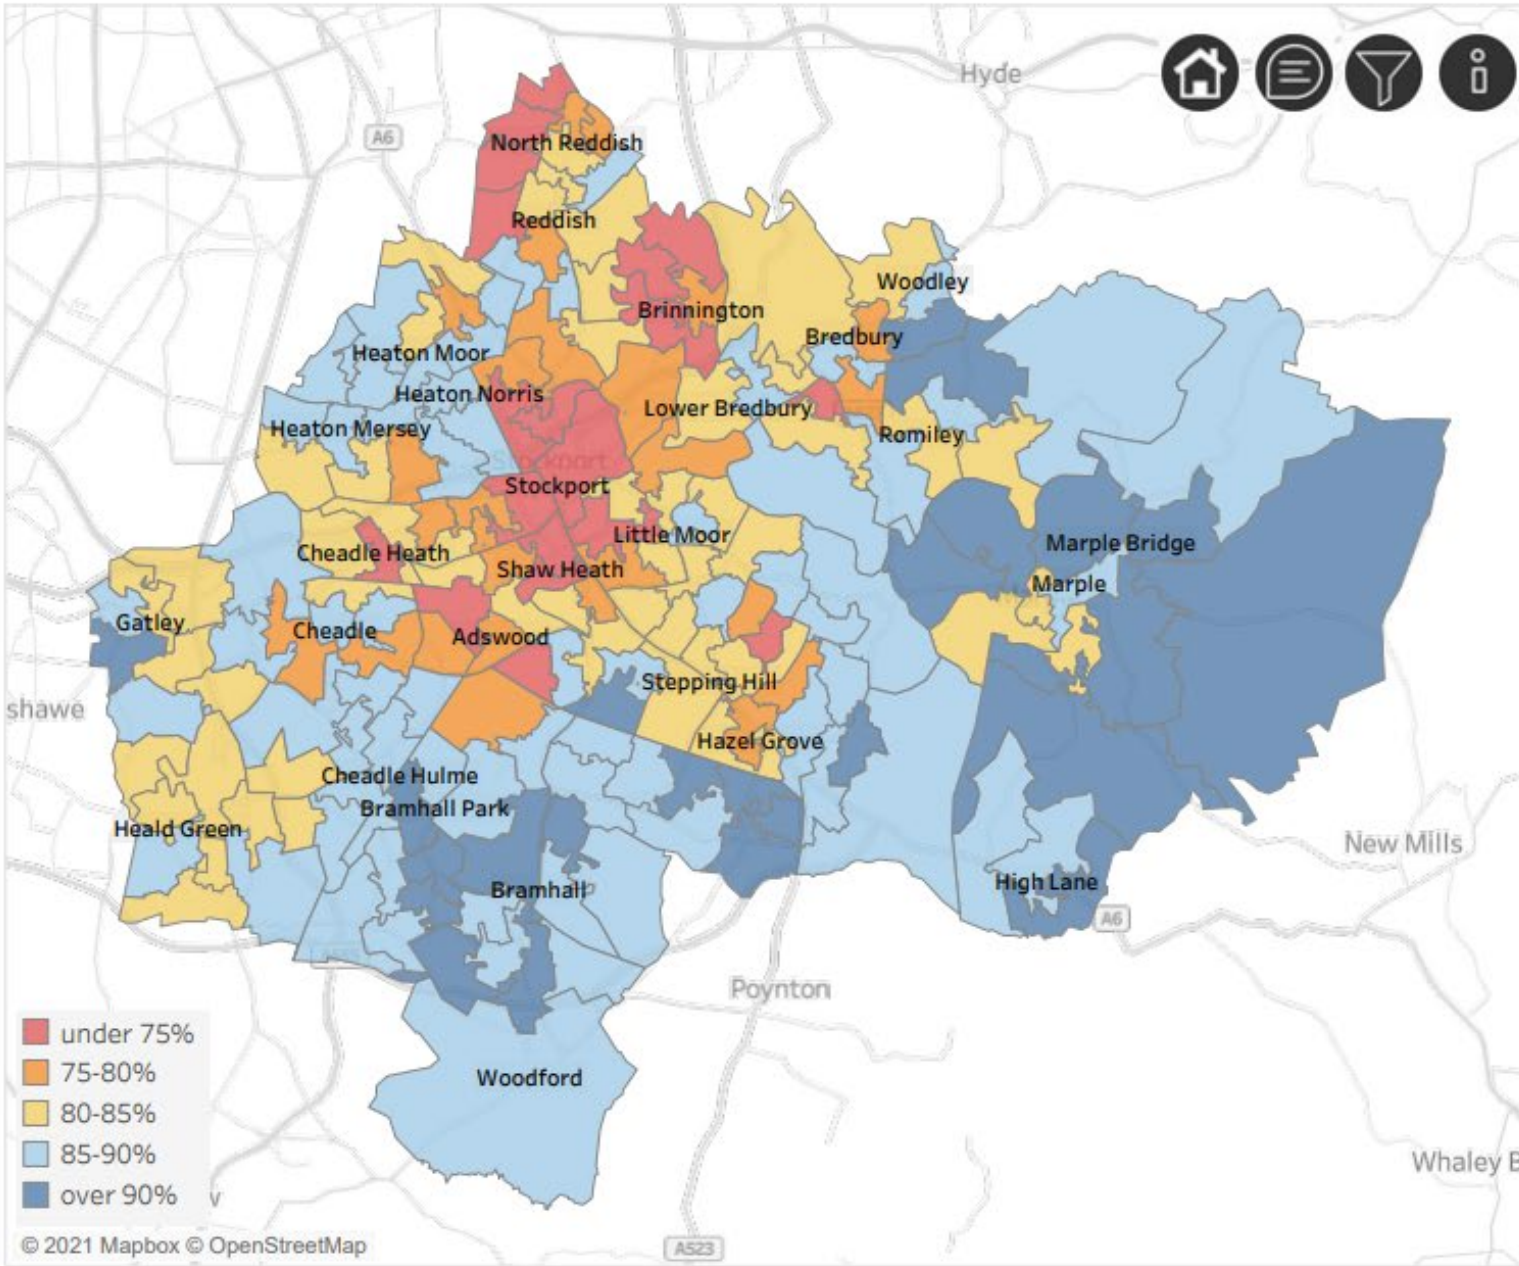 Hyde
A6
North Reddish
Reddish
Woodley
Brinnington
Bredbury
Heaton Moor
Heaton Norris
Lower Bredbury
Heaton Mersey
Romiley
Stockport
Stockport
Little Moor
Marple Bridge
Cheadle Heath
Shaw Heath
Marple
Gatley
Cheadle
Adswood
Stepping Hill
shawe
Hazel Grove
Cheadle Hulme
Bramhall Park
Heald Green
New Mills
Bramhall
High Lane
A6
Poynton
under 75%
75-80%
Woodford
80-85%
85-90%
Whaley B
over 90%
w
© 2021 Mapbox © OpenStreetMap
A523